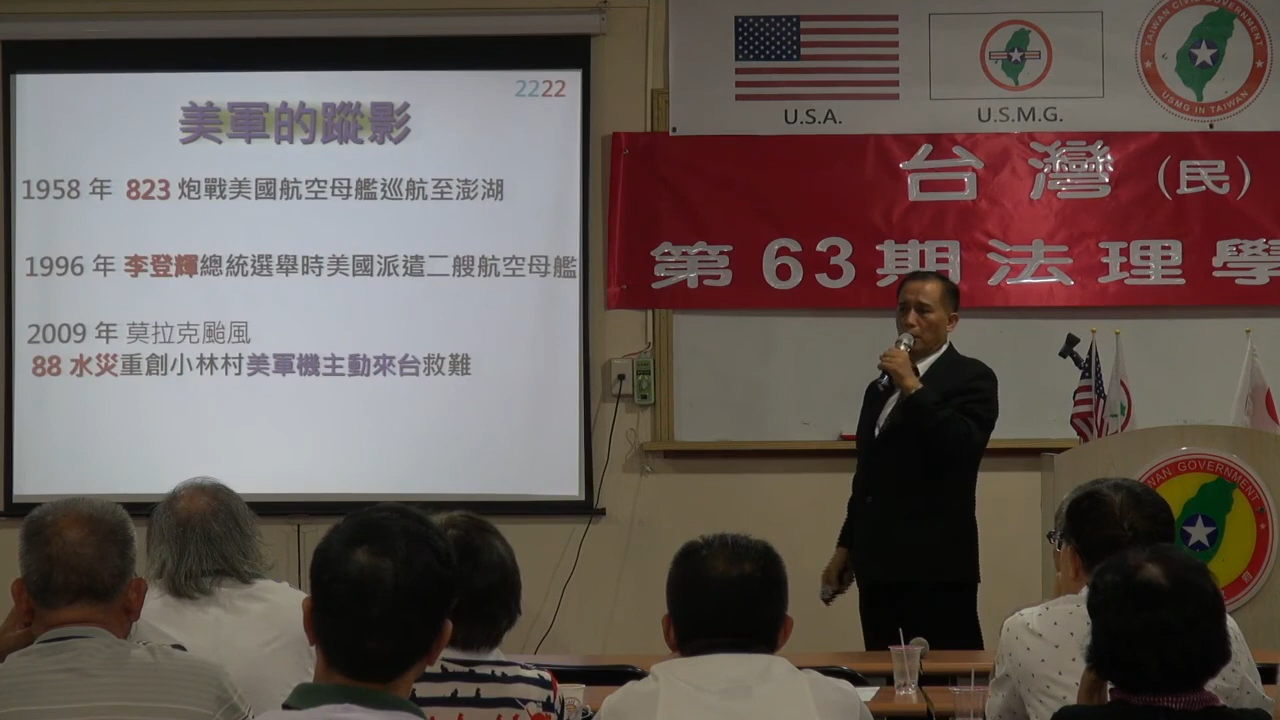 2222
美軍的蹤影
1958 年 823 炮戰美國航空母艦巡航至澎湖
1996 年 李登輝總統選舉時美國派遣二艘航空母艦
2009 年 莫拉克颱風
88 水災重創小林村美軍機主動來台救難
U.S.A.
U.S.M.G.
TAIWAN CIVIL GOVERNMENT
USMG IN TAIWAN
台灣(民)
第63期法理學
GOVERNMENT